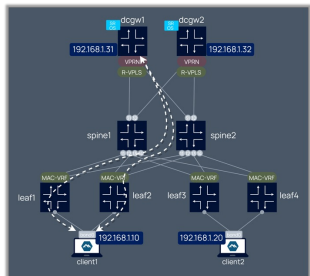 dcgw1
dcgw2
192.168.1.31
192.168.1.32
VPRN
VPRN
R-VPLS
R-VPLS
spine1
spine2
MAC-VRF
MAC-VRF
MAC-VRF
MAC-VRF
leaf1
leaf2
leaf3
leaf4
192.168.1.10
192.168.1.20
client1
client2